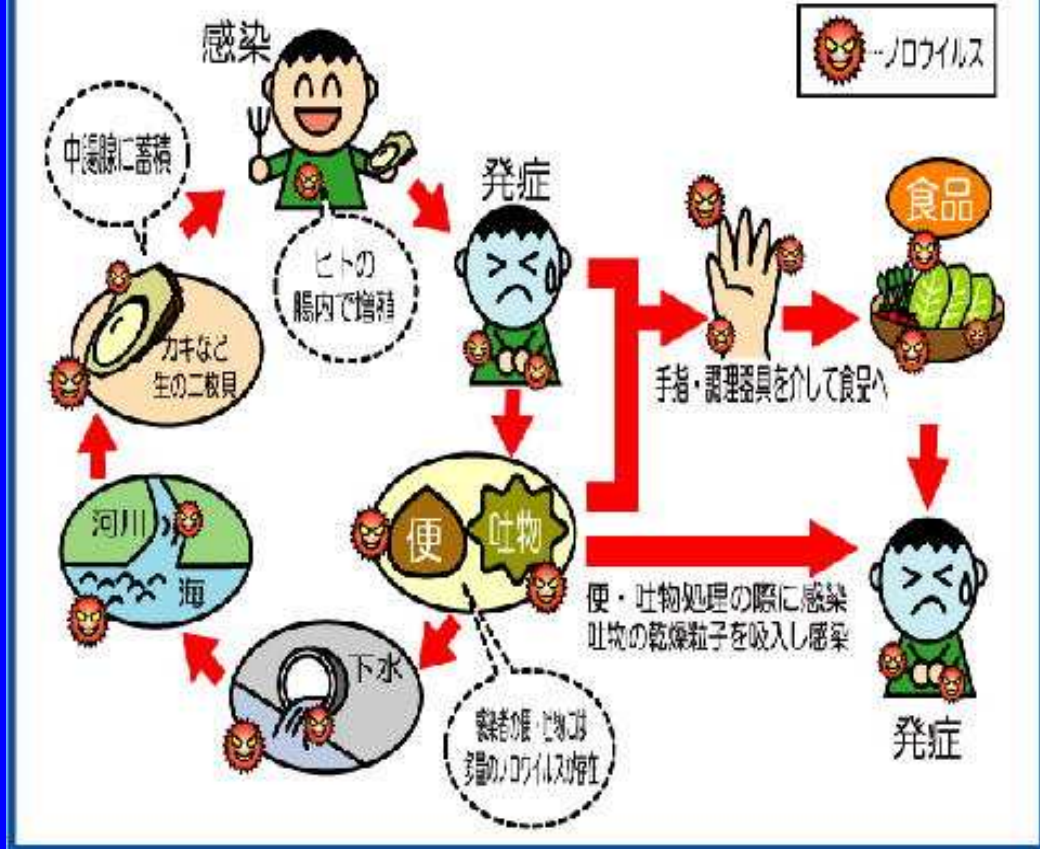 感染
…ノロウイルス
中腸腺に蓄積
発症
食品
ヒトの
腸内で増殖
カキなど
生の二枚貝
手指・調理器具を介して食品へ
河川
海
便
吐物
便・吐物処理の際に感染
吐物の乾燥粒子を吸入し感染
下水
感染者の便・吐物には
多量のノロウイルスが存在
発症